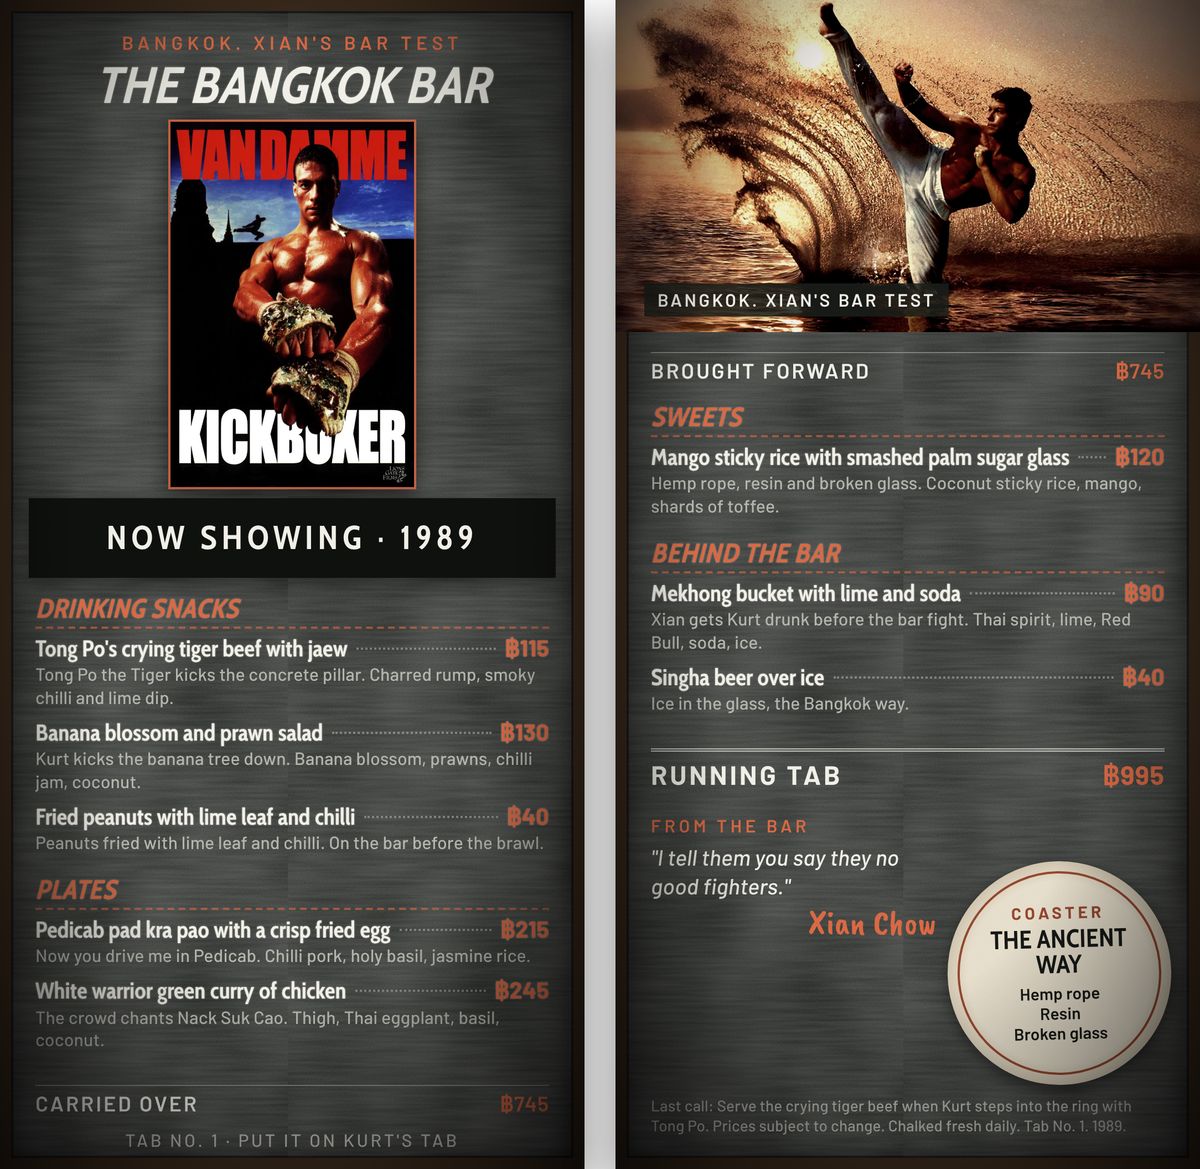 BANGKOK. XIAN'S BAR TEST
THE BANGKOK BAR
VAN DAMME
KICKBOXER
NOW SHOWING · 1989
DRINKING SNACKS
Tong Po's crying tiger beef with jaew ฿115
Tong Po the Tiger kicks the concrete pillar. Charred rump, smoky
chilli and lime dip.
Banana blossom and prawn salad ฿130
Kurt kicks the banana tree down. Banana blossom, prawns, chilli
jam, coconut.
Fried peanuts with lime leaf and chilli ฿40
Peanuts fried with lime leaf and chilli. On the bar before the brawl.
PLATES
Pedicab pad kra pao with a crisp fried egg ฿215
Now you drive me in Pedicab. Chilli pork, holy basil, jasmine rice.
White warrior green curry of chicken ฿245
The crowd chants Nack Suk Cao. Thigh, Thai eggplant, basil,
coconut.
CARRIED OVER ฿745
TAB NO. 1 · PUT IT ON KURT'S TAB
BANGKOK. XIAN'S BAR TEST
BROUGHT FORWARD ฿745
SWEETS
Mango sticky rice with smashed palm sugar glass ฿120
Hemp rope, resin and broken glass. Coconut sticky rice, mango,
shards of toffee.
BEHIND THE BAR
Mekhong bucket with lime and soda ฿90
Xian gets Kurt drunk before the bar fight. Thai spirit, lime, Red
Bull, soda, ice.
Singha beer over ice ฿40
Ice in the glass, the Bangkok way.
RUNNING TAB ฿995
FROM THE BAR
"I tell them you say they no
good fighters."
Xian Chow
COASTER
THE ANCIENT
WAY
Hemp rope
Resin
Broken glass
Last call: Serve the crying tiger beef when Kurt steps into the ring with
Tong Po. Prices subject to change. Chalked fresh daily. Tab No. 1. 1989.